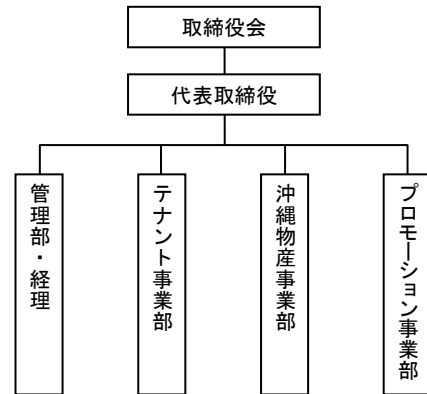 取締役会
代表取締役
管理部・経理
テナント事業部
沖縄物産事業部
プロモーション事業部